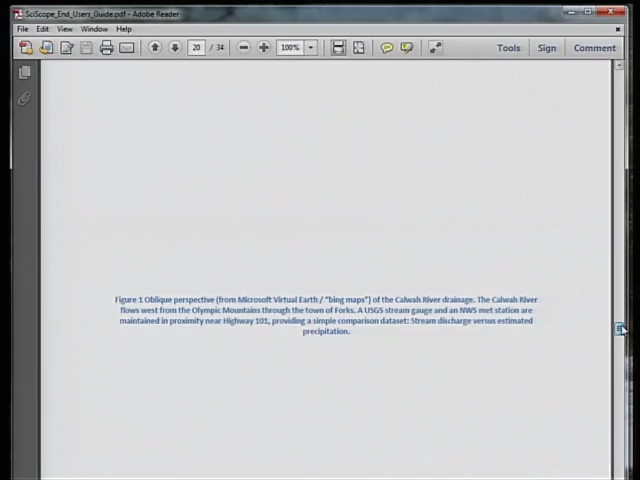 SciScope_End_Users_Guide.pdf - Adobe Reader
File Edit View Window Help
20 / 34 100% Tools Sign Comment
Figure 1 Oblique perspective (from Microsoft Virtual Earth / "bing maps") of the Calwah River drainage. The Calwah River
flows west from the Olympic Mountains through the town of Forks. A USGS stream gauge and an NWS met station are
maintained in proximity near Highway 101, providing a simple comparison dataset: Stream discharge versus estimated
precipitation.